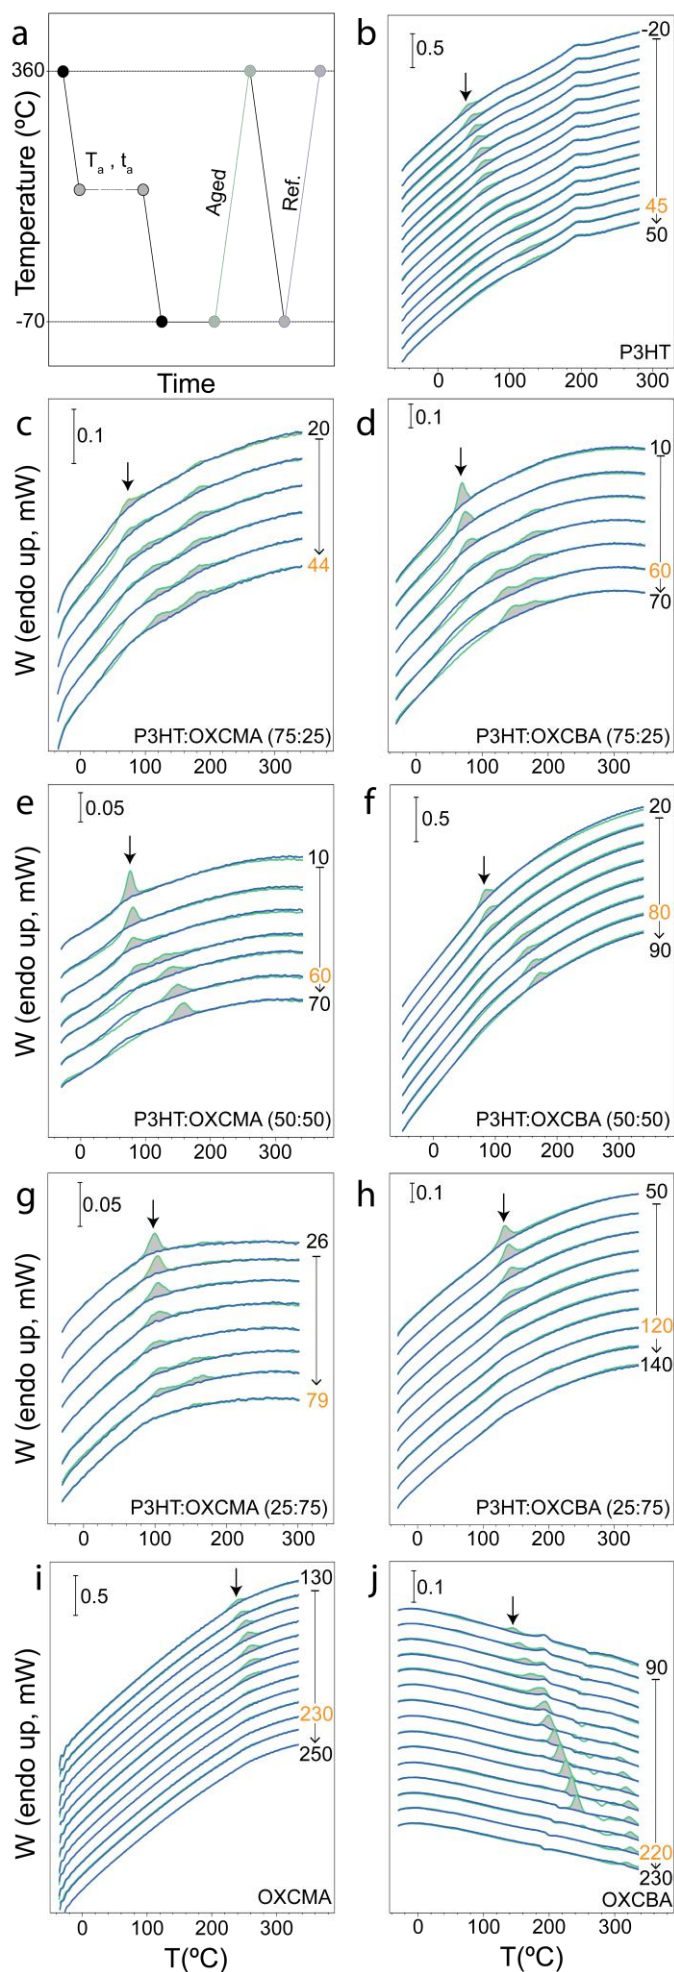 a
Temperature (ºC)
360
-70
Ta , ta
Aged
Ref.
Time
b
0.5
-20
45
50
P3HT
0 100 200 300
c
0.1
20
44
P3HT:OXCMA (75:25)
0 100 200 300
W (endo up, mW)
d
0.1
10
60
70
P3HT:OXCBA (75:25)
0 100 200 300
e
0.05
10
60
70
P3HT:OXCMA (50:50)
0 100 200 300
W (endo up, mW)
f
0.5
20
80
90
P3HT:OXCBA (50:50)
0 100 200 300
g
0.05
26
79
P3HT:OXCMA (25:75)
0 100 200 300
W (endo up, mW)
h
0.1
50
120
140
P3HT:OXCBA (25:75)
0 100 200 300
i
0.5
130
230
250
OXCMA
0 100 200 300
W (endo up, mW)
T(ºC)
j
0.1
90
220
230
OXCBA
0 100 200 300
T(ºC)